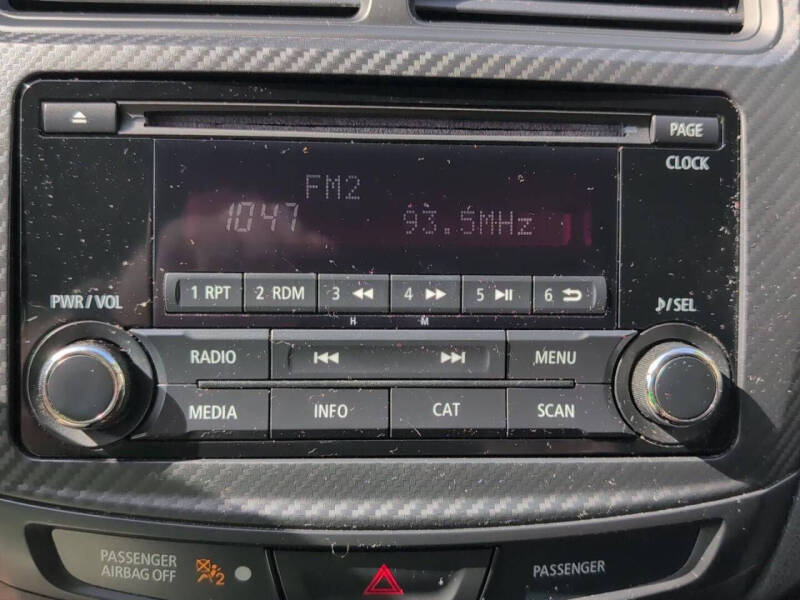 PAGE
CLOCK
FM2
1047 93.5MHz
1 RPT 2 RDM 3 4 5 6
PWR/VOL
H M
/SEL
RADIO MENU
MEDIA INFO CAT SCAN
PASSENGER
AIRBAG OFF
2
PASSENGER